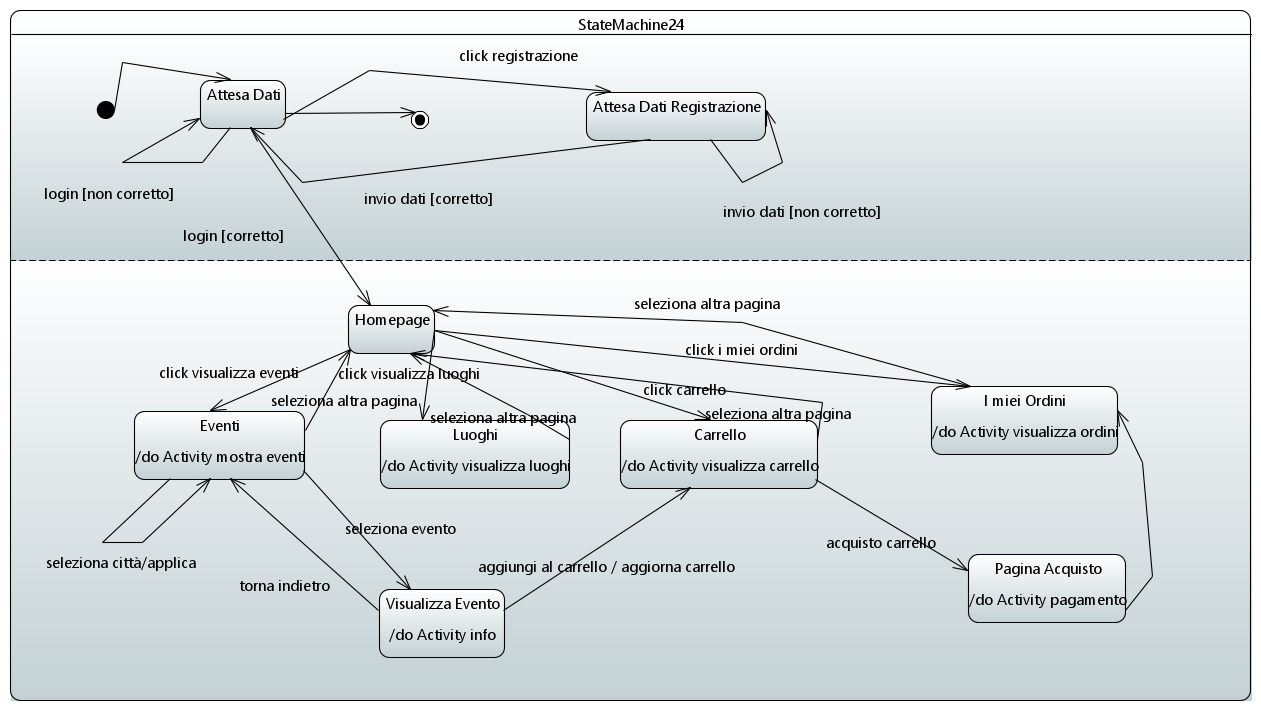 StateMachine24
click registrazione
Attesa Dati
Attesa Dati Registrazione
login [non corretto]
invio dati [corretto]
invio dati [non corretto]
login [corretto]
seleziona altra pagina
Homepage
click i miei ordini
click visualizza eventi
click visualizza luoghi
click carrello
seleziona altra pagina
seleziona altra pagina
seleziona altra pagina
I miei Ordini
/do Activity visualizza ordini
Eventi
/do Activity mostra eventi
Luoghi
/do Activity visualizza luoghi
Carrello
/do Activity visualizza carrello
seleziona evento
acquisto carrello
seleziona città/applica
aggiungi al carrello / aggiorna carrello
torna indietro
Pagina Acquisto
/do Activity pagamento
Visualizza Evento
/do Activity info